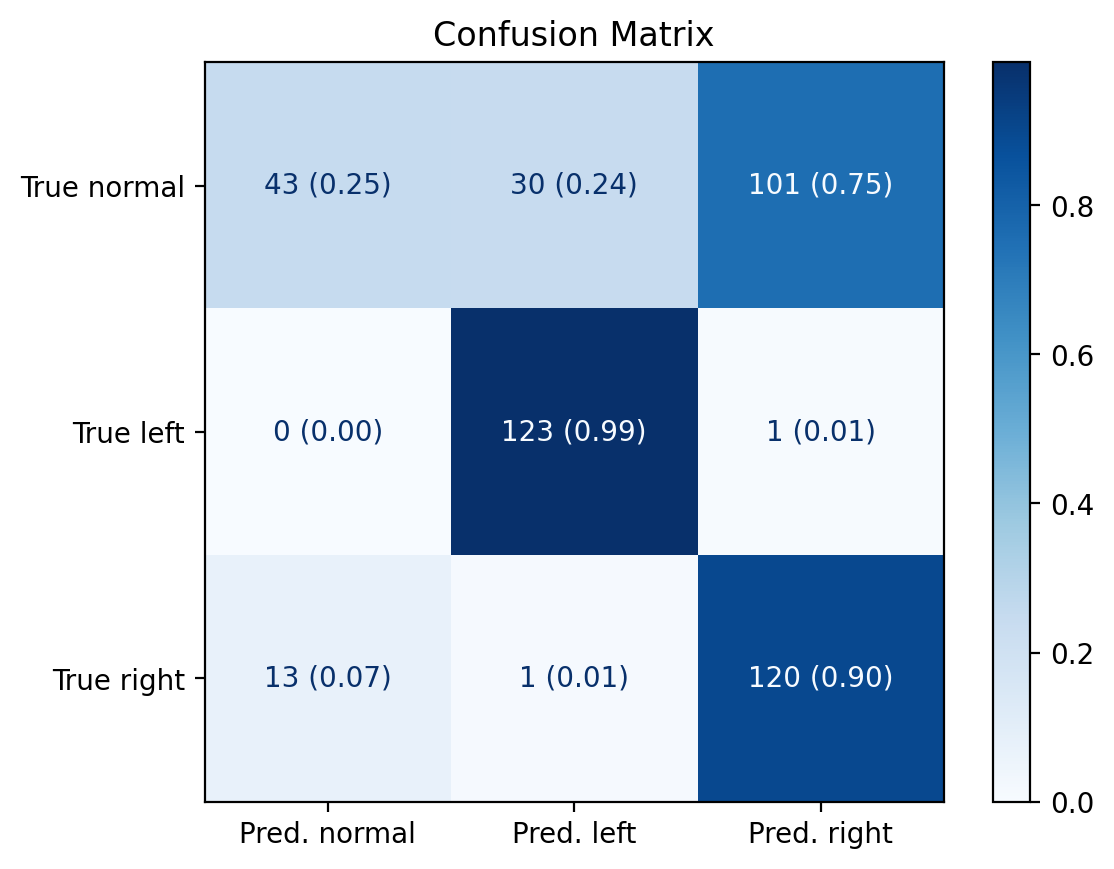 Confusion Matrix
True normal
43 (0.25)
30 (0.24)
101 (0.75)
True left
0 (0.00)
123 (0.99)
1 (0.01)
True right
13 (0.07)
1 (0.01)
120 (0.90)
Pred. normal
Pred. left
Pred. right
0.8
0.6
0.4
0.2
0.0